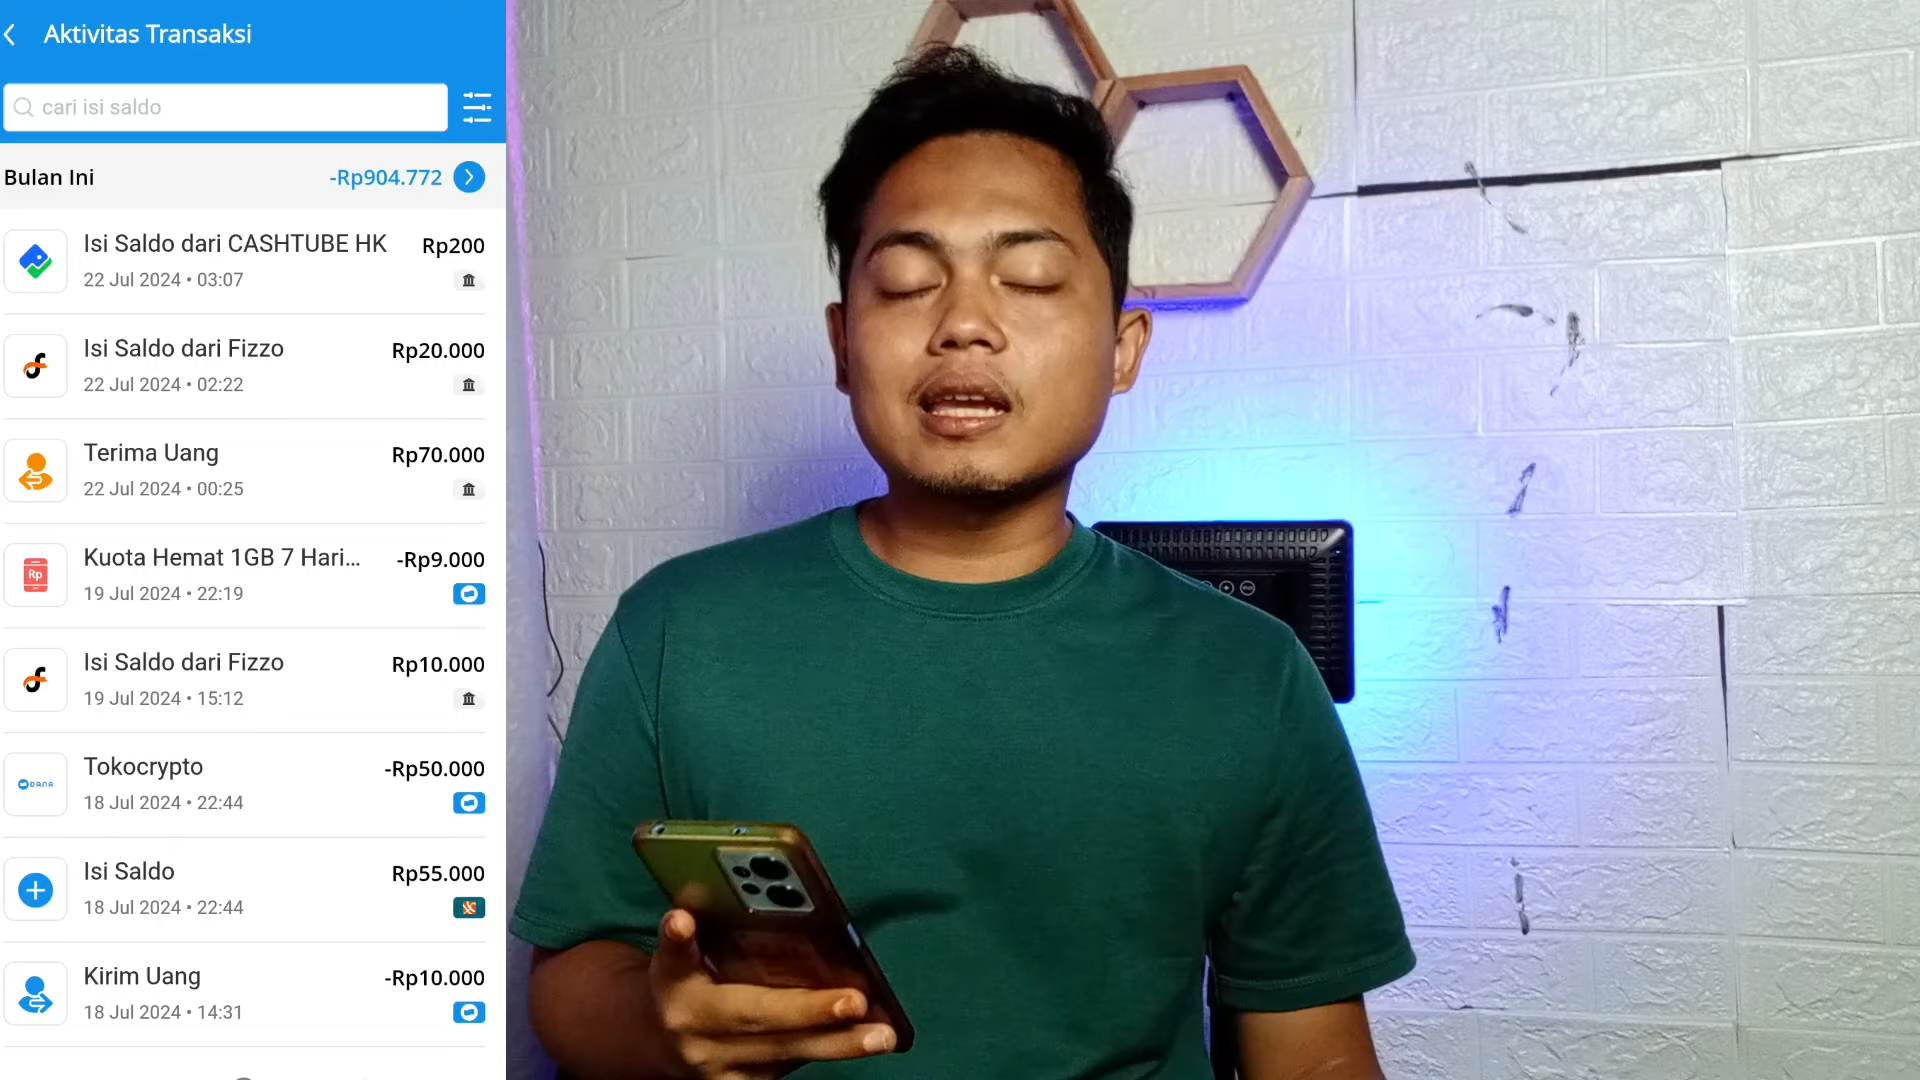 Aktivitas Transaksi
cari isi saldo
Bulan Ini -Rp904.772
Isi Saldo dari CASHTUBE HK Rp200
22 Jul 2024 • 03:07
Isi Saldo dari Fizzo Rp20.000
22 Jul 2024 • 02:22
Terima Uang Rp70.000
22 Jul 2024 • 00:25
Rp
Kuota Hemat 1GB 7 Hari... -Rp9.000
19 Jul 2024 • 22:19
Isi Saldo dari Fizzo Rp10.000
19 Jul 2024 • 15:12
DANA
Tokocrypto -Rp50.000
18 Jul 2024 • 22:44
Isi Saldo Rp55.000
18 Jul 2024 • 22:44
Kirim Uang -Rp10.000
18 Jul 2024 • 14:31